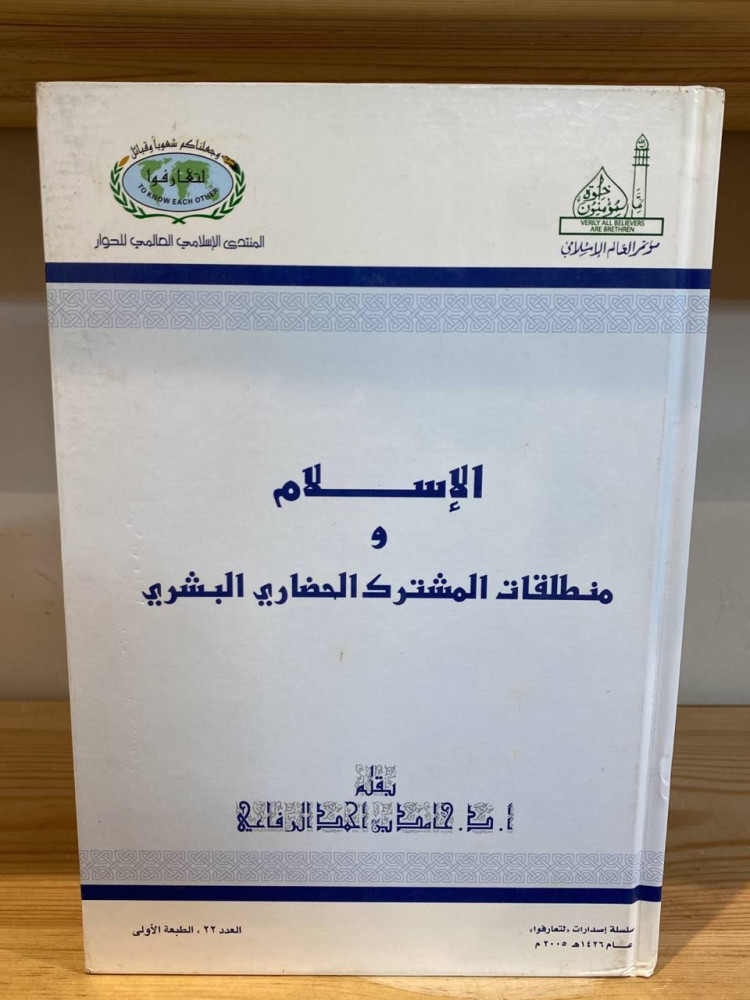 مؤتمر العالم الإسلامي
إنما المؤمنون إخوة
VERILY ALL BELIEVERS
ARE BRETHREN
وجعلناكم شعوباً وقبائل
لتعارفوا
TO KNOW EACH OTHER
المنتدى الإسلامي العالمي للحوار
الإسلام
و
منطلقات المشترك الحضاري البشري
بقلم
أ. د. حامد بن أحمد الرفاعي
سلسلة إصدارات «لتعارفوا»
عام ١٤٢٦هـ ٢٠٠٥م
العدد ٢٢ ، الطبعة الأولى